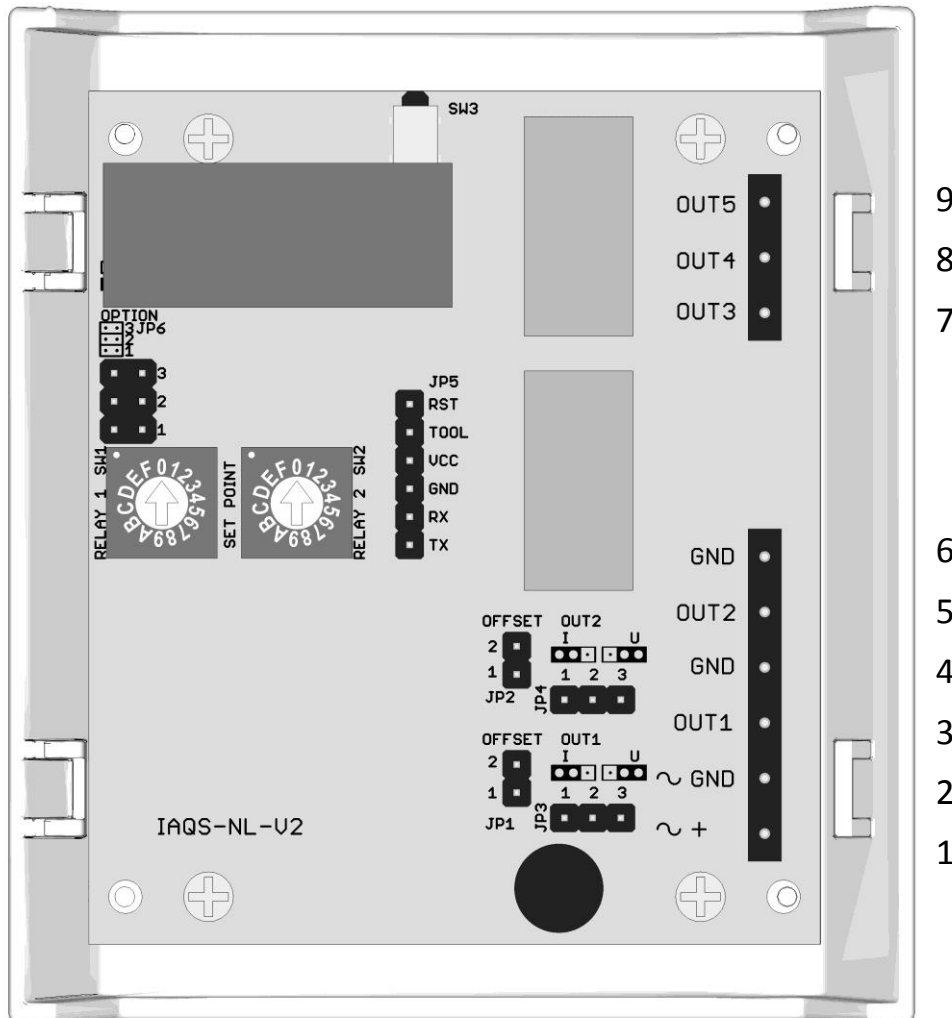 SW3
OUT5
9
OUT4
8
OUT3
7
OPTION
3 JP6
2
1
3
2
1
JP5
RST
TOOL
VCC
GND
RX
TX
RELAY 1 SW1
0123456789ABCDEF
SET POINT
0123456789ABCDEF
RELAY 2 SW2
GND
6
OUT2
5
GND
4
OUT1
3
~ GND
2
~ +
1
OFFSET OUT2
2 I U
1 1 2 3
JP2 JP4
OFFSET OUT1
2 I U
1 1 2 3
JP1 JP3
IAQS-NL-V2